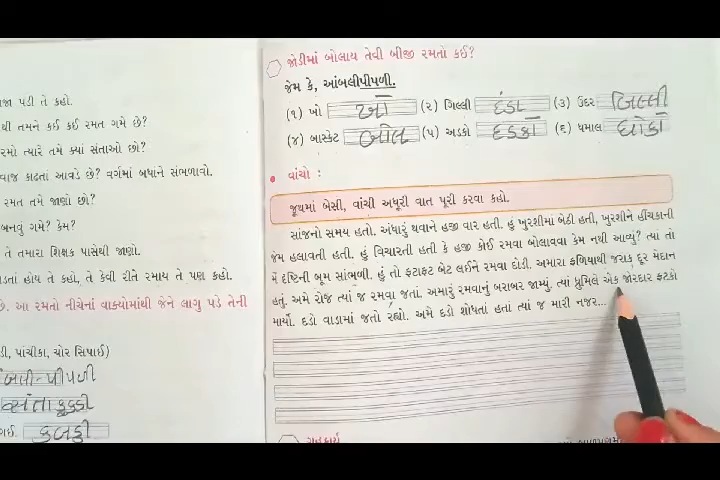 જા પડી તે કહો.
થી તમને કઈ કઈ રમત ગમે છે?
રમો ત્યારે તમે ક્યાં સંતાઓ છો?
વાજ કાઢતાં આવડે છે? વર્ગમાં બધાંને સંભળાવો.
રમત તમે જાણો છો?
બનવું ગમે? કેમ?
તે તમારા શિક્ષક પાસેથી જાણો.
ડતાં હોય તે કહો, તે કેવી રીતે રમાય તે પણ કહો.
છે. આ રમતો નીચેનાં વાક્યોમાંથી જેને લાગુ પડે તેની
ડી, પાંચીકા, ચોર સિપાઈ)
બલી-પીપળી
સંતાકૂકડી
ગઈ. કબડ્ડી
જોડીમાં બોલાય તેવી બીજી રમતો કઈ?
જેમ કે, આંબલીપીપળી.
(૧) ખો ખો (૨) ગિલ્લી દંડા (૩) ઉંદર બિલ્લી
(૪) બાસ્કેટ બોલ (૫) અડકો દડકો (૬) ધમાલ ધોકો
• વાંચો :
જૂથમાં બેસી, વાંચી અધૂરી વાત પૂરી કરવા કહો.
સાંજનો સમય હતો. અંધારું થવાને હજી વાર હતી. હું ખુરશીમાં બેઠી હતી, ખુરશીને હીંચકાની
જેમ હલાવતી હતી. હું વિચારતી હતી કે હજી કોઈ રમવા બોલાવવા કેમ નથી આવ્યું? ત્યા તો
મેં દૃષ્ટિની બૂમ સાંભળી. હું તો ફટાફટ બેટ લઈને રમવા દોડી. અમારા ફળિયાથી જરાક દૂર મેદાન
હતું. અમે રોજ ત્યાં જ રમવા જતાં. અમારું રમવાનું બરાબર જામ્યું. ત્યાં ધ્રુમિલે એક જોરદાર ફટકો
માર્યો. દડો વાડામાં જતો રહ્યો. અમે દડો શોધતાં હતાં ત્યાં જ મારી નજર...